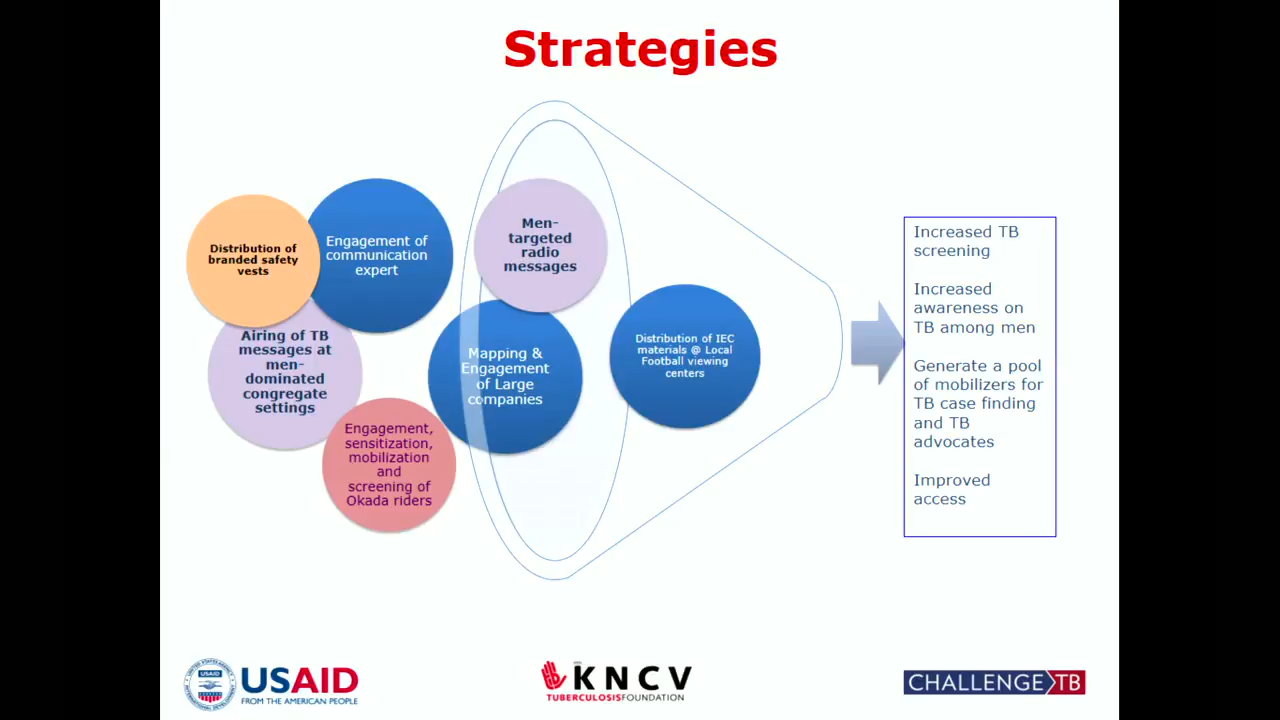 Strategies
Distribution of
branded safety
vests
Engagement of
communication
expert
Men-
targeted
radio
messages
Airing of TB
messages at
men-
dominated
congregate
settings
Mapping &
Engagement
of Large
companies
Distribution of IEC
materials @ Local
Football viewing
centers
Engagement,
sensitization,
mobilization
and
screening of
Okada riders
Increased TB
screening
Increased
awareness on
TB among men
Generate a pool
of mobilizers for
TB case finding
and TB
advocates
Improved
access
USAID
FROM THE AMERICAN PEOPLE
KNCV
TUBERCULOSISFOUNDATION
CHALLENGE TB